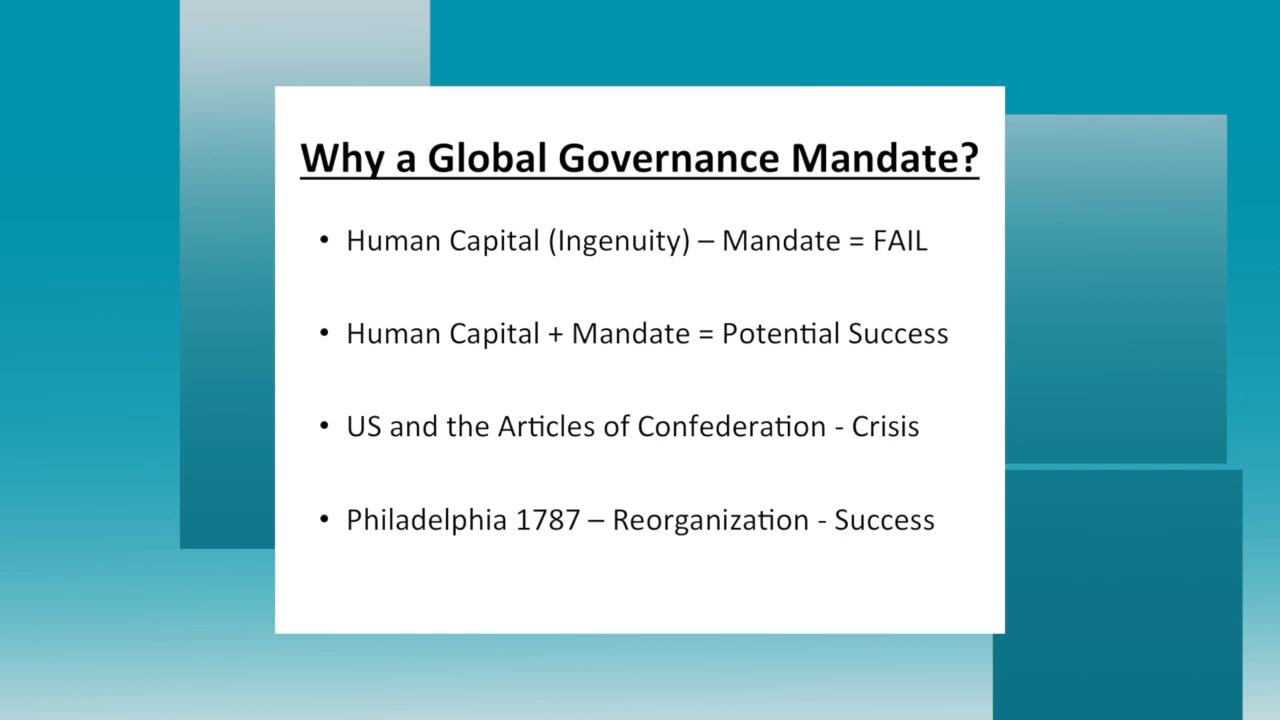 Why a Global Governance Mandate?
• Human Capital (Ingenuity) – Mandate = FAIL
• Human Capital + Mandate = Potential Success
• US and the Articles of Confederation - Crisis
• Philadelphia 1787 – Reorganization - Success